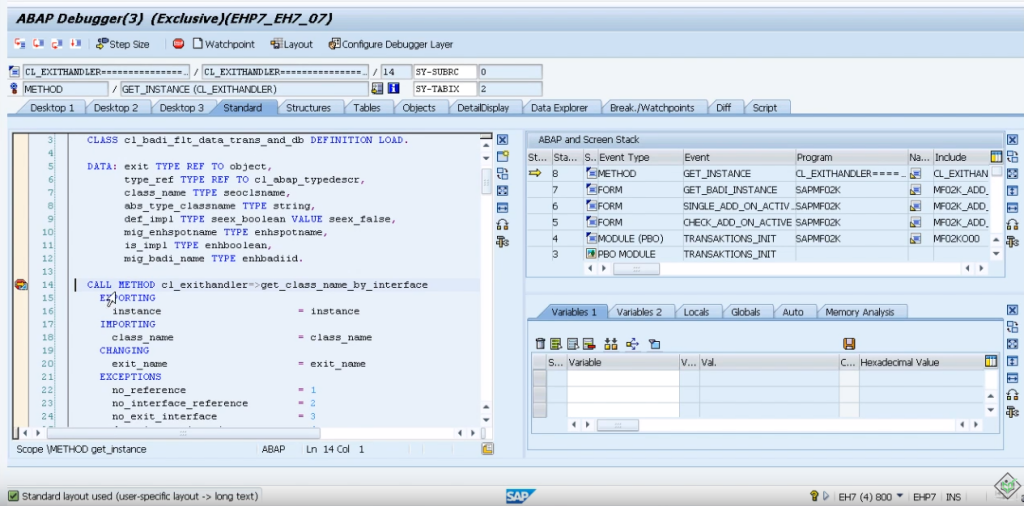 ABAP Debugger(3) (Exclusive)(EHP7_EH7_07)
Step Size Watchpoint Layout Configure Debugger Layer
CL_EXITHANDLER=============... / CL_EXITHANDLER=============... / 14 SY-SUBRC 0
METHOD / GET_INSTANCE (CL_EXITHANDLER) SY-TABIX 2
Desktop 1 Desktop 2 Desktop 3 Standard Structures Tables Objects DetailDisplay Data Explorer Break./Watchpoints Diff Script
3 CLASS cl_badi_flt_data_trans_and_db DEFINITION LOAD.
4
5 DATA: exit TYPE REF TO object,
6 type_ref TYPE REF TO cl_abap_typedescr,
7 class_name TYPE seoclsname,
8 abs_type_classname TYPE string,
9 def_impl TYPE seex_boolean VALUE seex_false,
10 mig_enhspotname TYPE enhspotname,
11 is_impl TYPE enhboolean,
12 mig_badi_name TYPE enhbadiid.
13
14 CALL METHOD cl_exithandler=>get_class_name_by_interface
15 EXPORTING
16 instance = instance
17 IMPORTING
18 class_name = class_name
19 CHANGING
20 exit_name = exit_name
21 EXCEPTIONS
22 no_reference = 1
23 no_interface_reference = 2
24 no_exit_interface = 3
Scope \METHOD get_instance ABAP Ln 14 Col 1
ABAP and Screen Stack
St... Sta... S.. Event Type Event Program Na... Include
8 METHOD GET_INSTANCE CL_EXITHANDLER====... CL_EXITHAN
7 FORM GET_BADI_INSTANCE SAPMF02K MF02K_ADD_
6 FORM SINGLE_ADD_ON_ACTIV... SAPMF02K MF02K_ADD_
5 FORM CHECK_ADD_ON_ACTIVE SAPMF02K MF02K_ADD_
4 MODULE (PBO) TRANSAKTIONS_INIT SAPMF02K MF02KO00
3 PBO MODULE TRANSAKTIONS_INIT
Variables 1 Variables 2 Locals Globals Auto Memory Analysis
S... Variable V... Val. C... Hexadecimal Value
Standard layout used (user-specific layout -> long text)
SAP
EH7 (4) 800 EHP7 INS